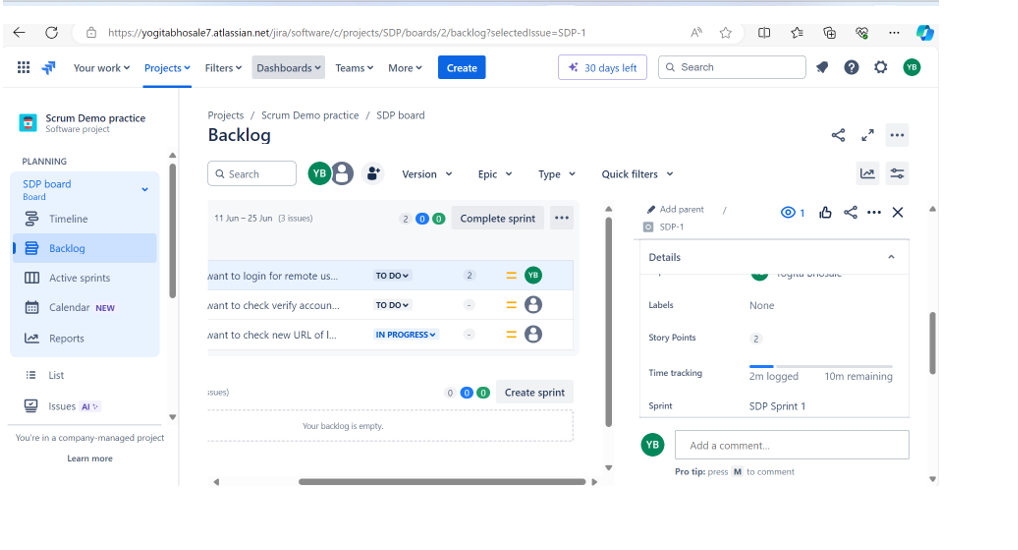 https://yogitabhosale7.atlassian.net/jira/software/c/projects/SDP/boards/2/backlog?selectedIssue=SDP-1
Your work Projects Filters Dashboards Teams More Create 30 days left Search YB
Scrum Demo practice
Software project
PLANNING
SDP board
Board
Timeline
Backlog
Active sprints
Calendar NEW
Reports
List
Issues AI
You're in a company-managed project
Learn more
Projects / Scrum Demo practice / SDP board
Backlog
Search YB Version Epic Type Quick filters
11 Jun – 25 Jun (3 issues) 2 0 0 Complete sprint
want to login for remote us... TO DO 2 YB
want to check verify accoun... TO DO -
want to check new URL of l... IN PROGRESS -
issues) 0 0 0 Create sprint
Your backlog is empty.
Add parent / 1
SDP-1
Details
Yogita Bhosale
Labels None
Story Points 2
Time tracking 2m logged 10m remaining
Sprint SDP Sprint 1
YB Add a comment...
Pro tip: press M to comment